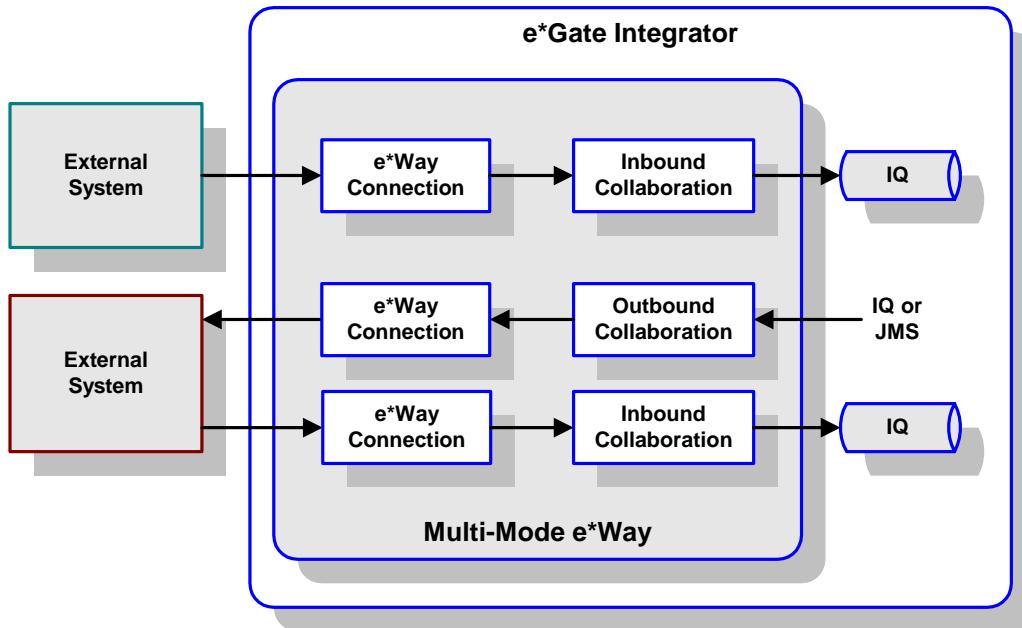 e*Gate Integrator
External
System
e*Way
Connection
Inbound
Collaboration
IQ
External
System
e*Way
Connection
Outbound
Collaboration
IQ or
JMS
e*Way
Connection
Inbound
Collaboration
IQ
Multi-Mode e*Way